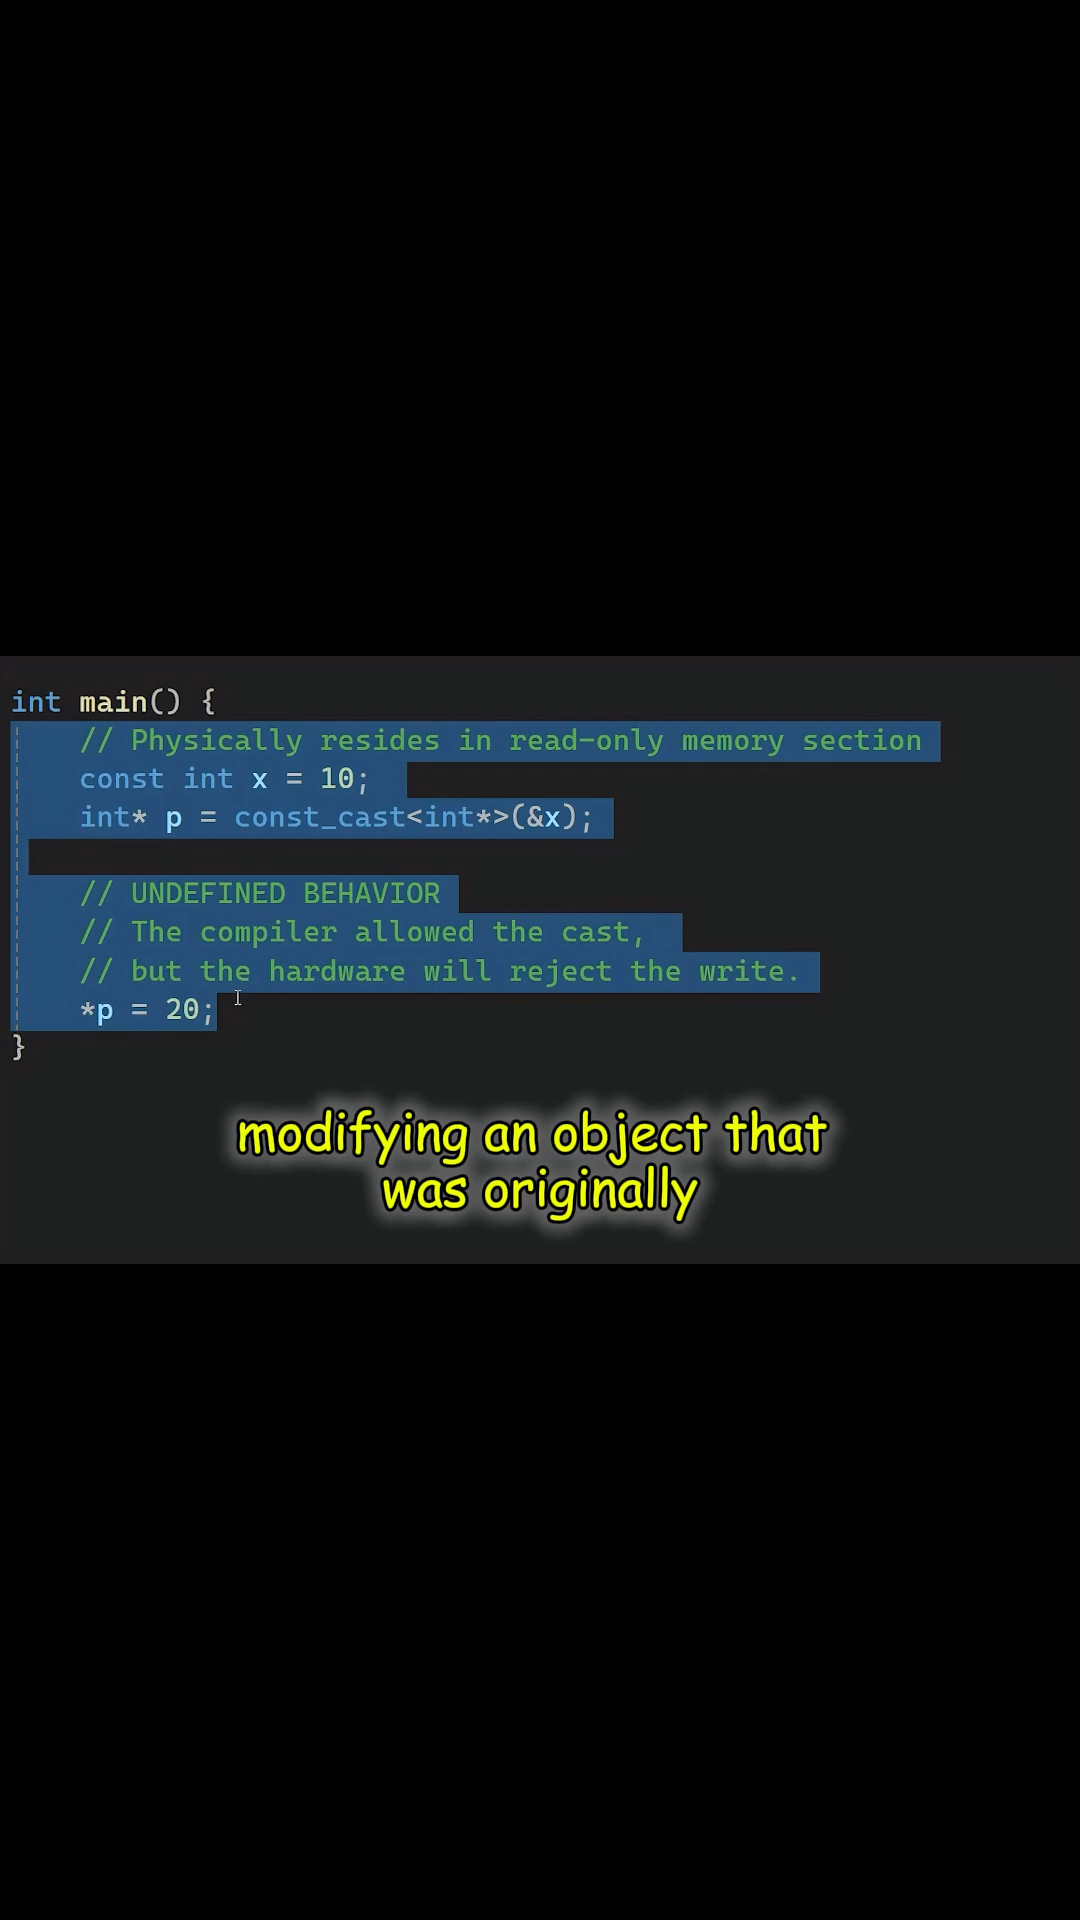 int main() {
    // Physically resides in read-only memory section
    const int x = 10;
    int* p = const_cast<int*>(&x);
    // UNDEFINED BEHAVIOR
    // The compiler allowed the cast,
    // but the hardware will reject the write.
    *p = 20;
}
modifying an object that
was originally